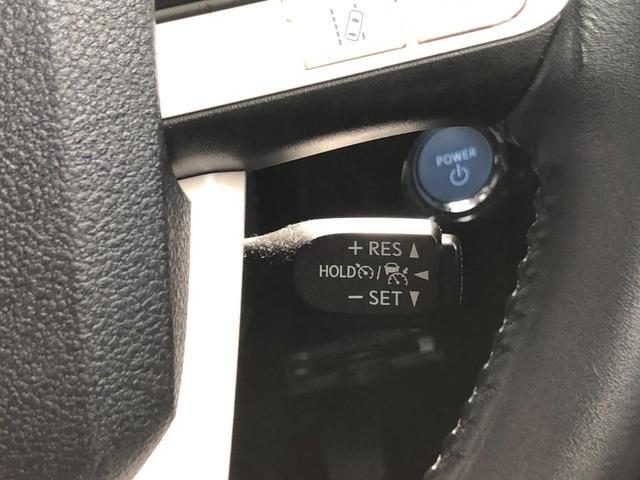 POWER
+ RES ▲
HOLD / ◄
− SET ▼